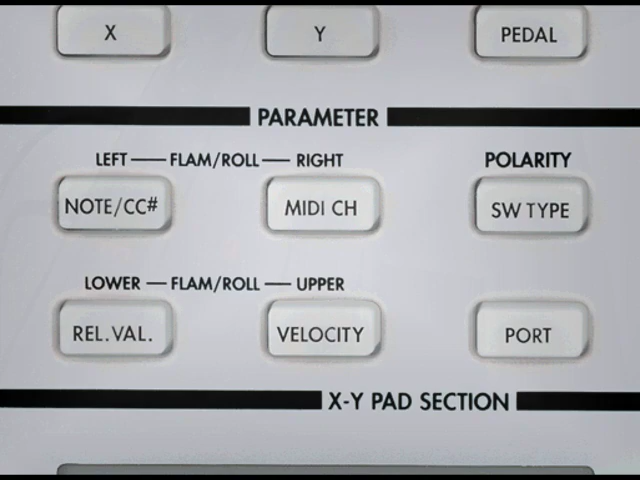 X Y PEDAL
PARAMETER
LEFT — FLAM/ROLL — RIGHT POLARITY
NOTE/CC# MIDI CH SW TYPE
LOWER — FLAM/ROLL — UPPER
REL.VAL. VELOCITY PORT
X-Y PAD SECTION